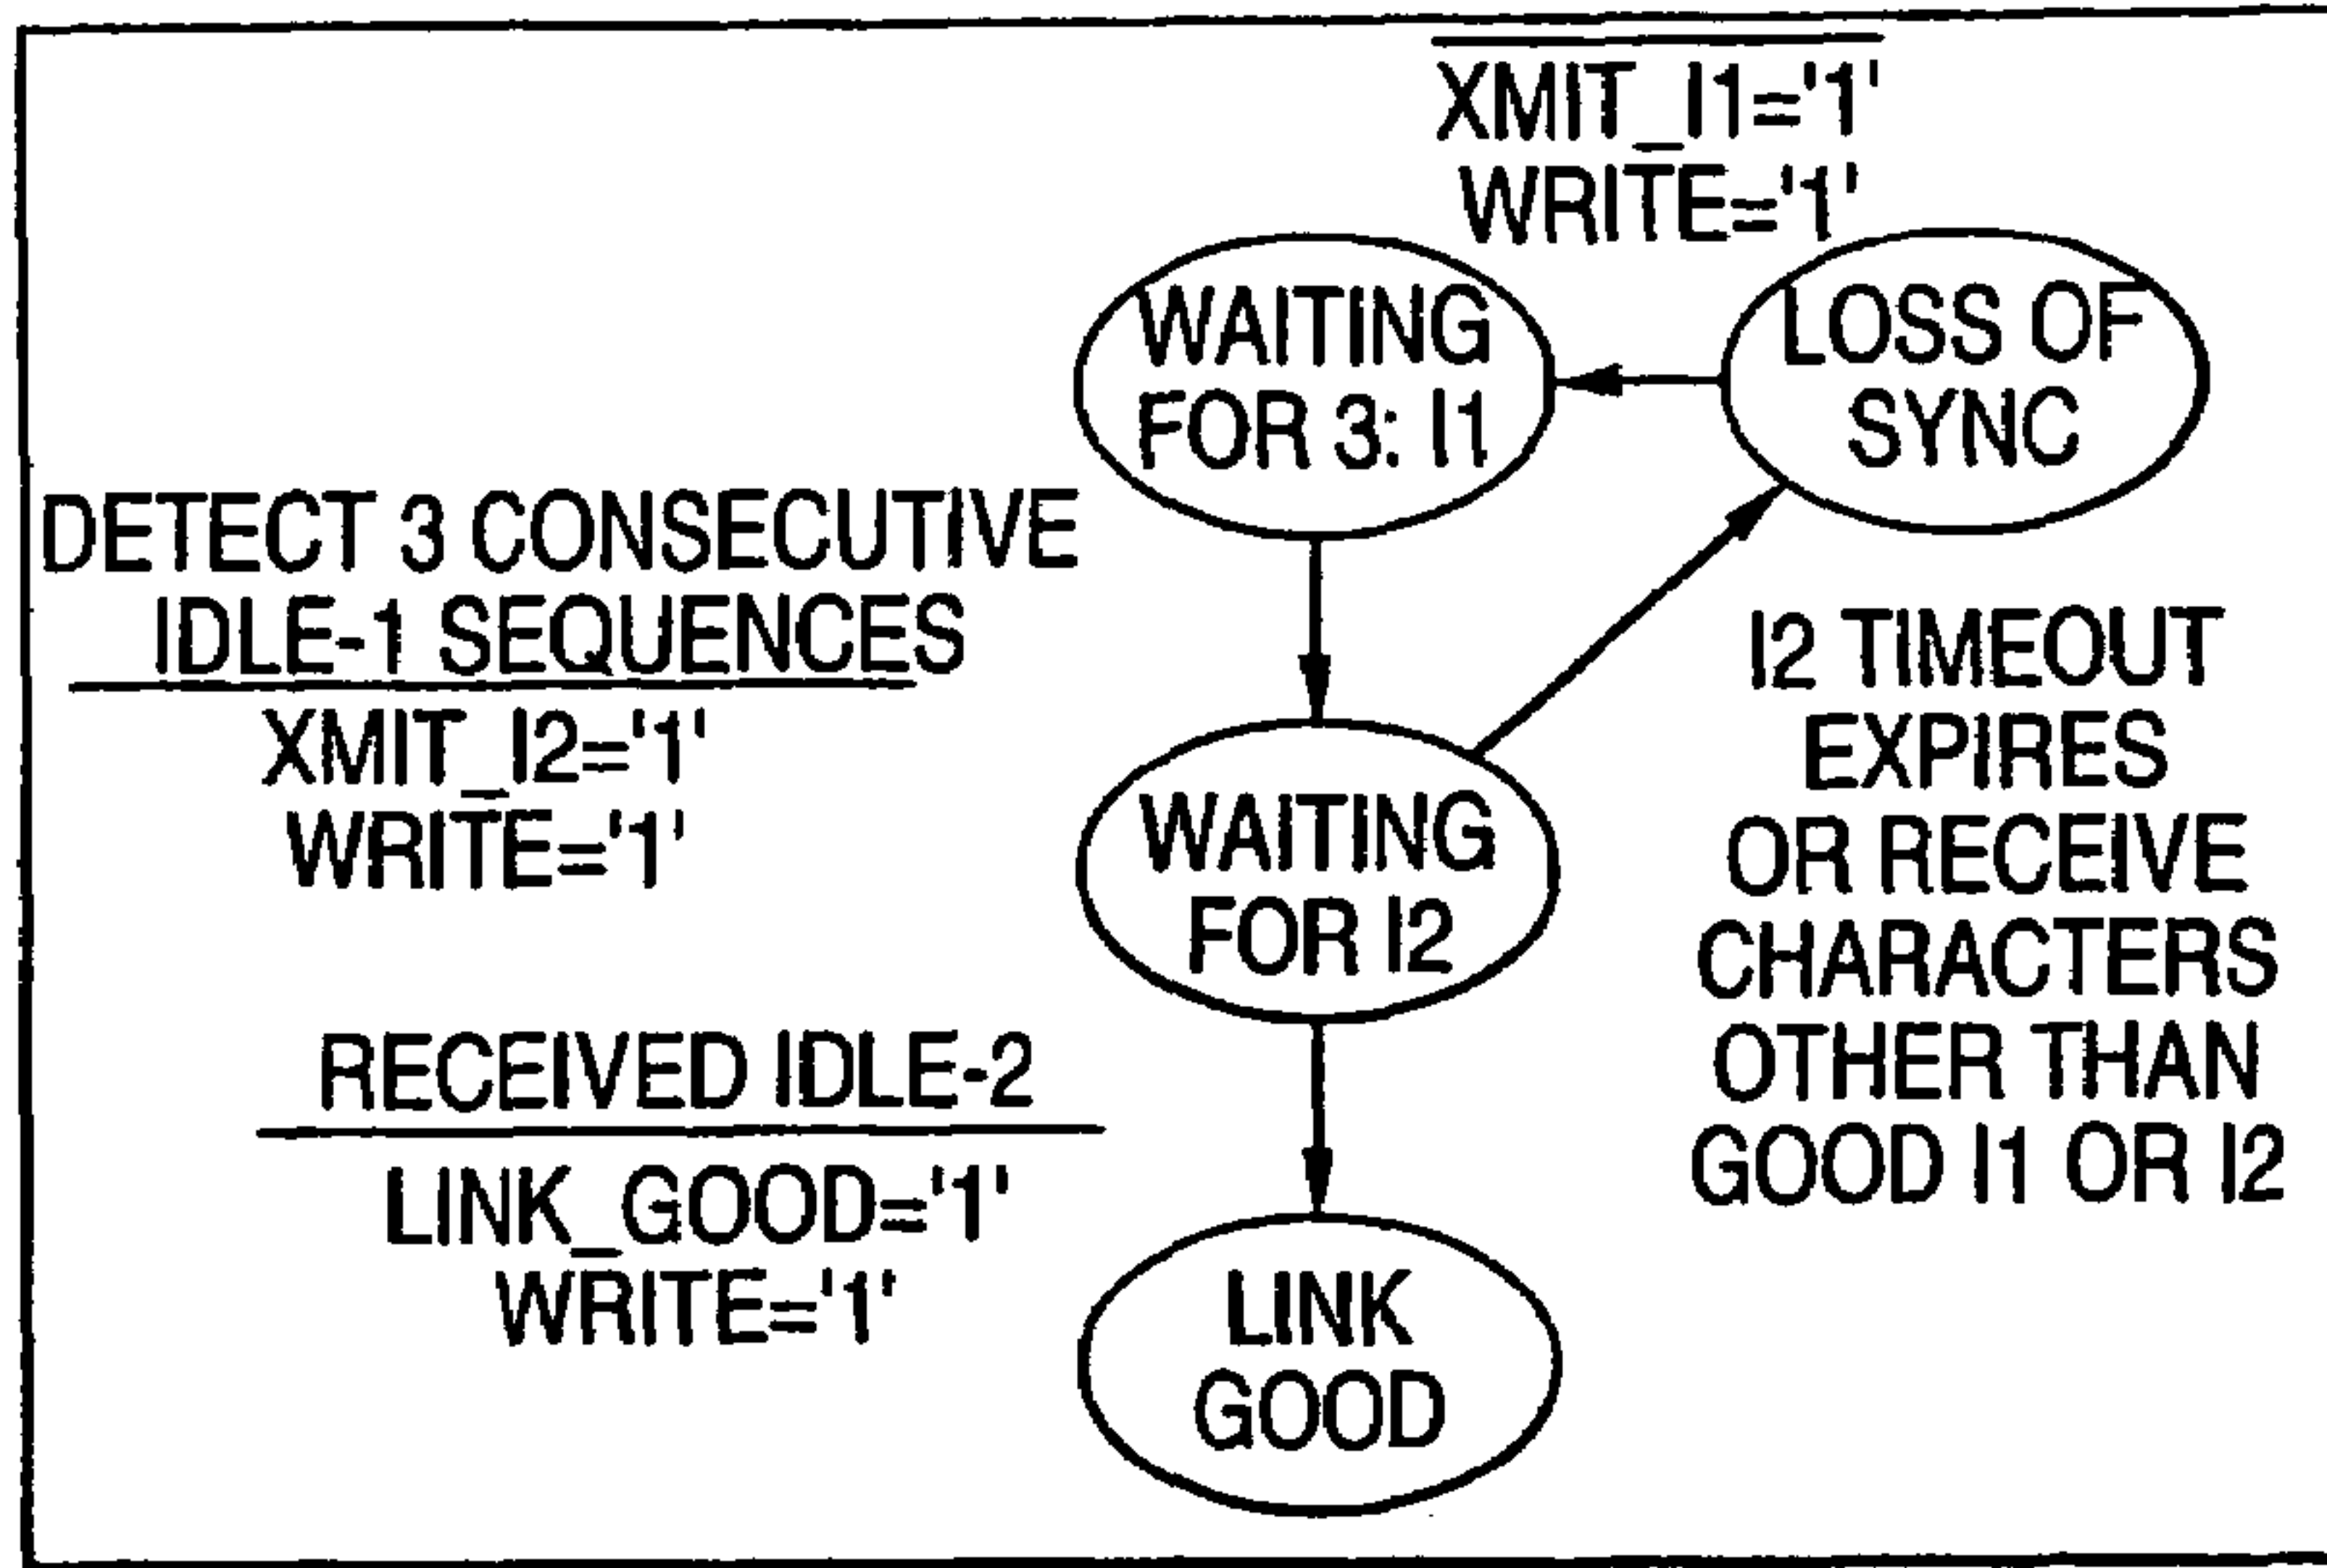 XMIT_I1='1'
WRITE='1'
WAITING
FOR 3: I1
LOSS OF
SYNC
DETECT 3 CONSECUTIVE
IDLE-1 SEQUENCES
XMIT_I2='1'
WRITE='1'
I2 TIMEOUT
EXPIRES
OR RECEIVE
CHARACTERS
OTHER THAN
GOOD I1 OR I2
WAITING
FOR I2
RECEIVED IDLE-2
LINK_GOOD='1'
WRITE='1'
LINK
GOOD